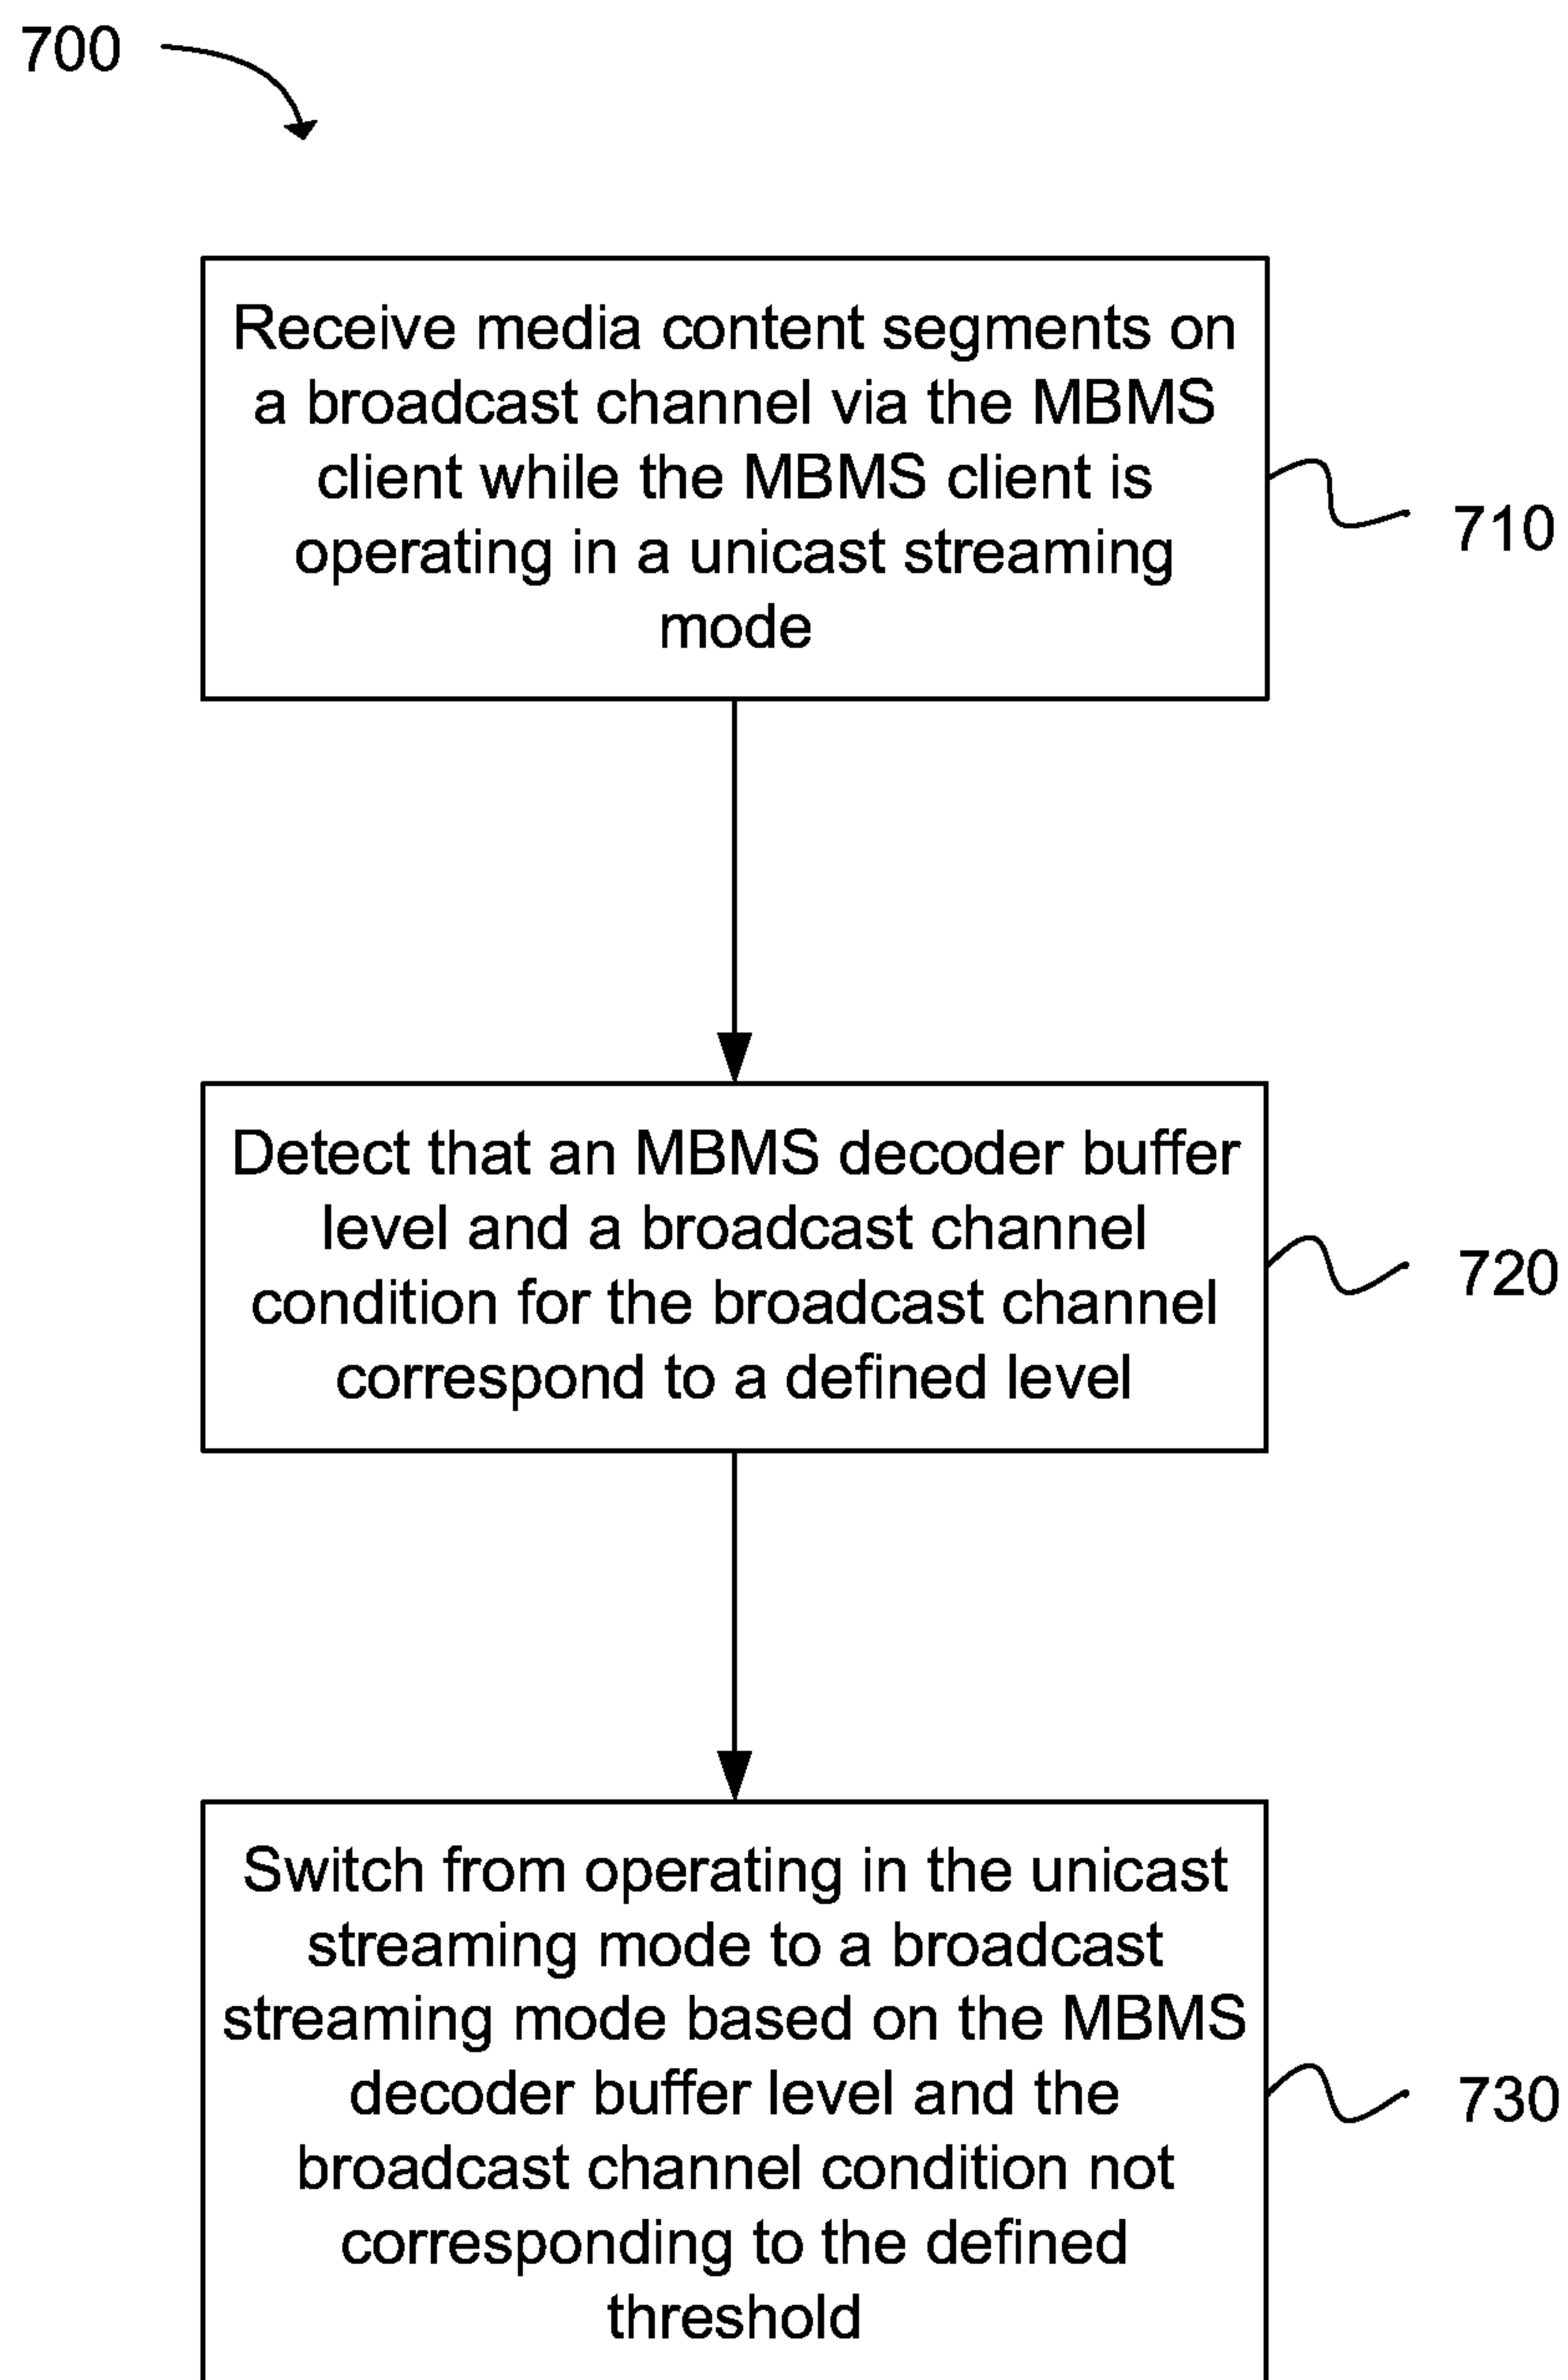 700
Receive media content segments on
a broadcast channel via the MBMS
client while the MBMS client is
operating in a unicast streaming
mode
710
Detect that an MBMS decoder buffer
level and a broadcast channel
condition for the broadcast channel
correspond to a defined level
720
Switch from operating in the unicast
streaming mode to a broadcast
streaming mode based on the MBMS
decoder buffer level and the
broadcast channel condition not
corresponding to the defined
threshold
730